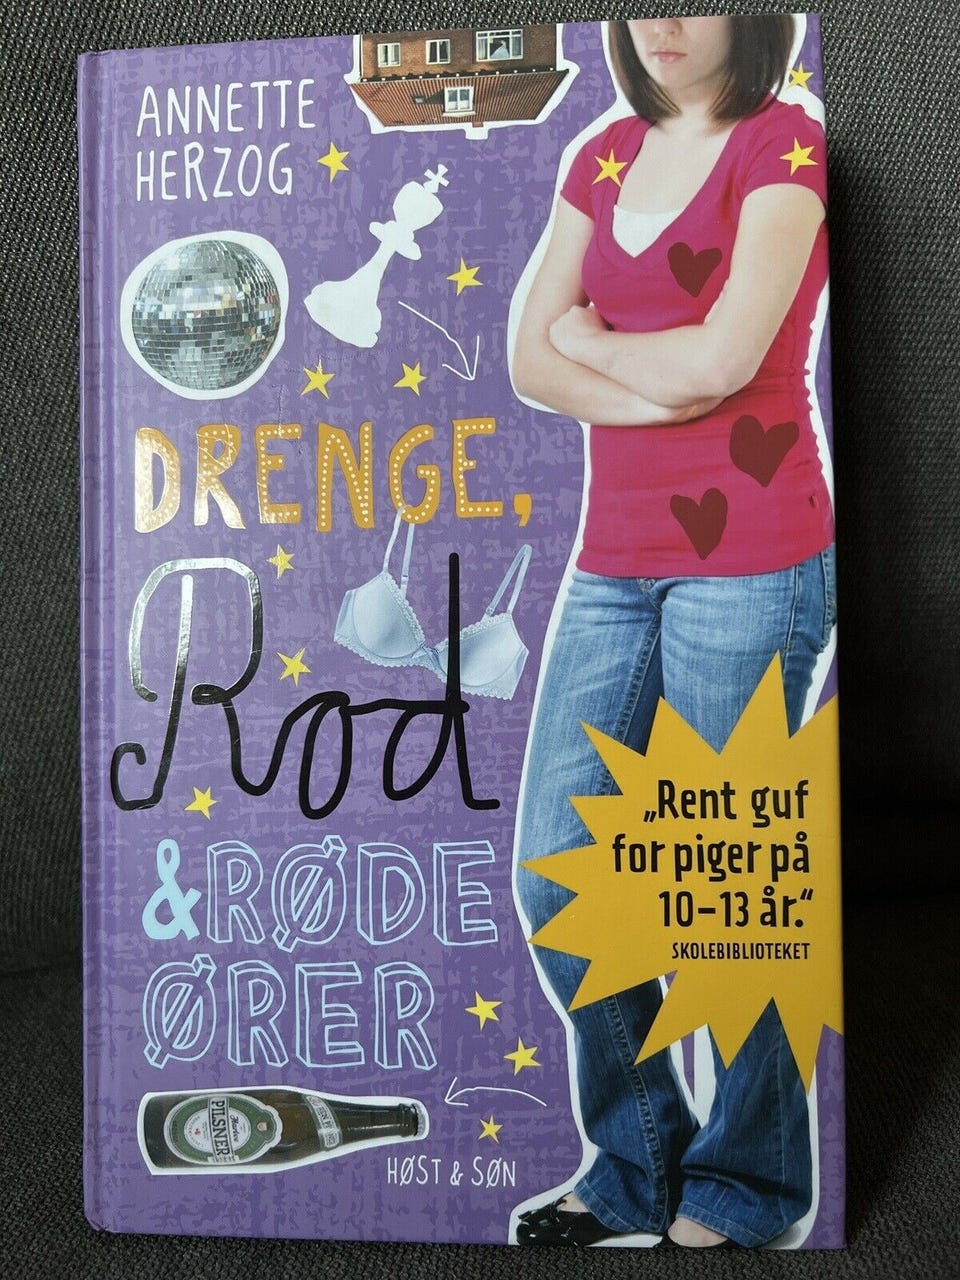 ANNETTE
HERZOG
DRENGE,
Rod
&RØDE
ØRER
„Rent guf
for piger på
10-13 år.“
SKOLEBIBLIOTEKET
PILSNER
HØST & SØN